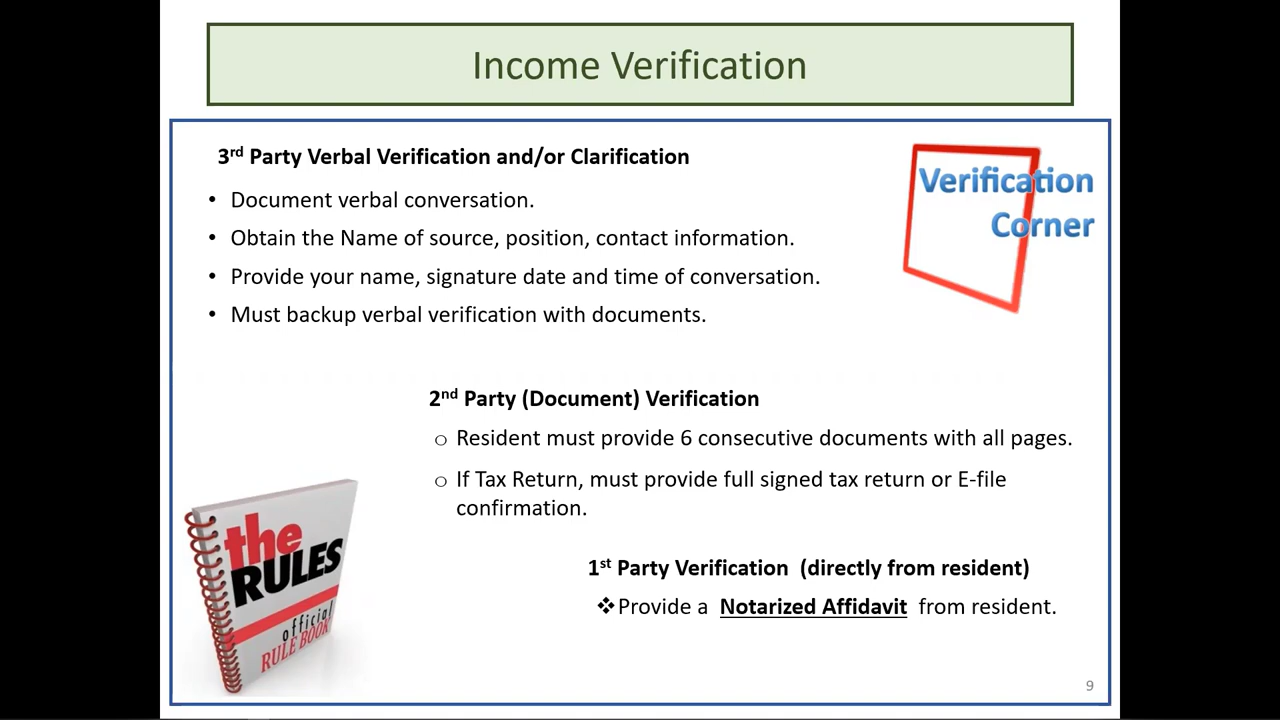 Income Verification
3rd Party Verbal Verification and/or Clarification
• Document verbal conversation.
• Obtain the Name of source, position, contact information.
• Provide your name, signature date and time of conversation.
• Must backup verbal verification with documents.
Verification
Corner
2nd Party (Document) Verification
o Resident must provide 6 consecutive documents with all pages.
o If Tax Return, must provide full signed tax return or E-file
confirmation.
the
RULES
official
RULE BOOK
1st Party Verification (directly from resident)
❖Provide a Notarized Affidavit from resident.
9